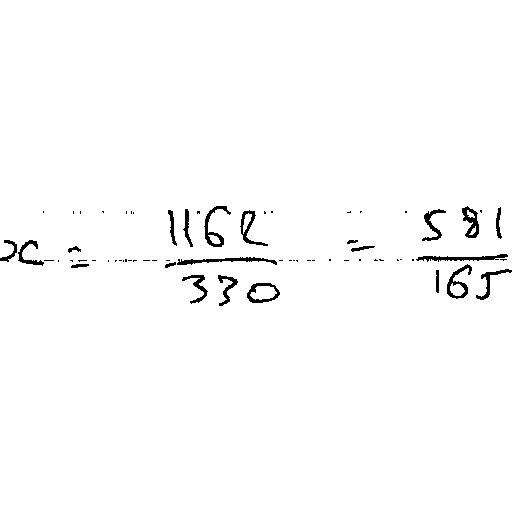 x = 1162/330 = 581/165